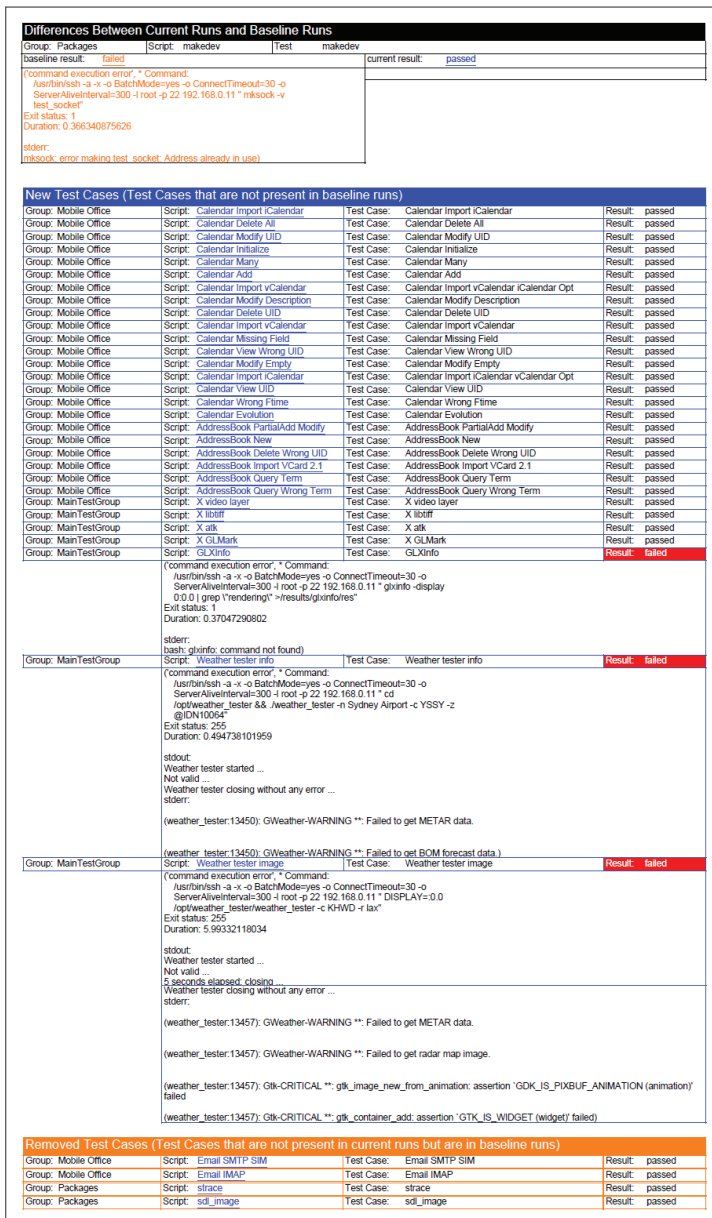 Differences Between Current Runs and Baseline Runs
Group: Packages Script: makedev Test makedev
baseline result: failed current result: passed
('command execution error', * Command:
/usr/bin/ssh -a -x -o BatchMode=yes -o ConnectTimeout=30 -o
ServerAliveInterval=300 -l root -p 22 192.168.0.11 " mksock -v
test_socket"
Exit status: 1
Duration: 0.366340875626
stderr:
mksock: error making test_socket: Address already in use)
New Test Cases (Test Cases that are not present in baseline runs)
Group: Mobile Office Script: Calendar Import iCalendar Test Case: Calendar Import iCalendar Result: passed
Group: Mobile Office Script: Calendar Delete All Test Case: Calendar Delete All Result: passed
Group: Mobile Office Script: Calendar Modify UID Test Case: Calendar Modify UID Result: passed
Group: Mobile Office Script: Calendar Initialize Test Case: Calendar Initialize Result: passed
Group: Mobile Office Script: Calendar Many Test Case: Calendar Many Result: passed
Group: Mobile Office Script: Calendar Add Test Case: Calendar Add Result: passed
Group: Mobile Office Script: Calendar Import vCalendar Test Case: Calendar Import vCalendar iCalendar Opt Result: passed
Group: Mobile Office Script: Calendar Modify Description Test Case: Calendar Modify Description Result: passed
Group: Mobile Office Script: Calendar Delete UID Test Case: Calendar Delete UID Result: passed
Group: Mobile Office Script: Calendar Import vCalendar Test Case: Calendar Import vCalendar Result: passed
Group: Mobile Office Script: Calendar Missing Field Test Case: Calendar Missing Field Result: passed
Group: Mobile Office Script: Calendar View Wrong UID Test Case: Calendar View Wrong UID Result: passed
Group: Mobile Office Script: Calendar Modify Empty Test Case: Calendar Modify Empty Result: passed
Group: Mobile Office Script: Calendar Import iCalendar Test Case: Calendar Import iCalendar vCalendar Opt Result: passed
Group: Mobile Office Script: Calendar View UID Test Case: Calendar View UID Result: passed
Group: Mobile Office Script: Calendar Wrong Ftime Test Case: Calendar Wrong Ftime Result: passed
Group: Mobile Office Script: Calendar Evolution Test Case: Calendar Evolution Result: passed
Group: Mobile Office Script: AddressBook PartialAdd Modify Test Case: AddressBook PartialAdd Modify Result: passed
Group: Mobile Office Script: AddressBook New Test Case: AddressBook New Result: passed
Group: Mobile Office Script: AddressBook Delete Wrong UID Test Case: AddressBook Delete Wrong UID Result: passed
Group: Mobile Office Script: AddressBook Import VCard 2.1 Test Case: AddressBook Import VCard 2.1 Result: passed
Group: Mobile Office Script: AddressBook Query Term Test Case: AddressBook Query Term Result: passed
Group: Mobile Office Script: AddressBook Query Wrong Term Test Case: AddressBook Query Wrong Term Result: passed
Group: MainTestGroup Script: X video layer Test Case: X video layer Result: passed
Group: MainTestGroup Script: X libtiff Test Case: X libtiff Result: passed
Group: MainTestGroup Script: X atk Test Case: X atk Result: passed
Group: MainTestGroup Script: X GLMark Test Case: X GLMark Result: passed
Group: MainTestGroup Script: GLXInfo Test Case: GLXInfo Result: failed
('command execution error', * Command:
/usr/bin/ssh -a -x -o BatchMode=yes -o ConnectTimeout=30 -o
ServerAliveInterval=300 -l root -p 22 192.168.0.11 " glxinfo -display
0:0.0 | grep \"rendering\" >/results/glxinfo/res"
Exit status: 1
Duration: 0.37047290802
stderr:
bash: glxinfo: command not found)
Group: MainTestGroup Script: Weather tester info Test Case: Weather tester info Result: failed
('command execution error', * Command:
/usr/bin/ssh -a -x -o BatchMode=yes -o ConnectTimeout=30 -o
ServerAliveInterval=300 -l root -p 22 192.168.0.11 " cd
/opt/weather_tester && ./weather_tester -n Sydney Airport -c YSSY -z
@IDN10064"
Exit status: 255
Duration: 0.494738101959
stdout:
Weather tester started ...
Not valid ...
Weather tester closing without any error ...
stderr:
(weather_tester:13450): GWeather-WARNING **: Failed to get METAR data.
(weather_tester:13450): GWeather-WARNING **: Failed to get BOM forecast data.)
Group: MainTestGroup Script: Weather tester image Test Case: Weather tester image Result: failed
('command execution error', * Command:
/usr/bin/ssh -a -x -o BatchMode=yes -o ConnectTimeout=30 -o
ServerAliveInterval=300 -l root -p 22 192.168.0.11 " DISPLAY=:0.0
/opt/weather_tester/weather_tester -c KHWD -r lax"
Exit status: 255
Duration: 5.99332118034
stdout:
Weather tester started ...
Not valid ...
5 seconds elapsed: closing ...
Weather tester closing without any error ...
stderr:
(weather_tester:13457): GWeather-WARNING **: Failed to get METAR data.
(weather_tester:13457): GWeather-WARNING **: Failed to get radar map image.
(weather_tester:13457): Gtk-CRITICAL **: gtk_image_new_from_animation: assertion `GDK_IS_PIXBUF_ANIMATION (animation)'
failed
(weather_tester:13457): Gtk-CRITICAL **: gtk_container_add: assertion `GTK_IS_WIDGET (widget)' failed)
Removed Test Cases (Test Cases that are not present in current runs but are in baseline runs)
Group: Mobile Office Script: Email SMTP SIM Test Case: Email SMTP SIM Result: passed
Group: Mobile Office Script: Email IMAP Test Case: Email IMAP Result: passed
Group: Packages Script: strace Test Case: strace Result: passed
Group: Packages Script: sdl_image Test Case: sdl_image Result: passed